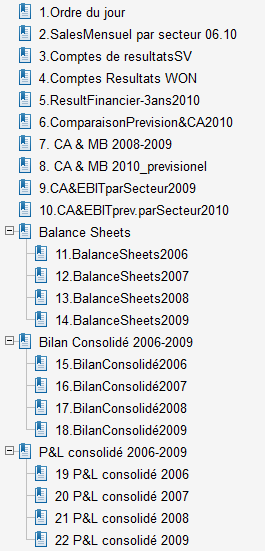 1.Ordre du jour
2.SalesMensuel par secteur 06.10
3.Comptes de resultatsSV
4.Comptes Resultats WON
5.ResultFinancier-3ans2010
6.ComparaisonPrevision&CA2010
7. CA & MB 2008-2009
8. CA & MB 2010_previsionel
9.CA&EBITparSecteur2009
10.CA&EBITprev.parSecteur2010
Balance Sheets
11.BalanceSheets2006
12.BalanceSheets2007
13.BalanceSheets2008
14.BalanceSheets2009
Bilan Consolidé 2006-2009
15.BilanConsolidé2006
16.BilanConsolidé2007
17.BilanConsolidé2008
18.BilanConsolidé2009
P&L consolidé 2006-2009
19 P&L consolidé 2006
20 P&L consolidé 2007
21 P&L consolidé 2008
22 P&L consolidé 2009